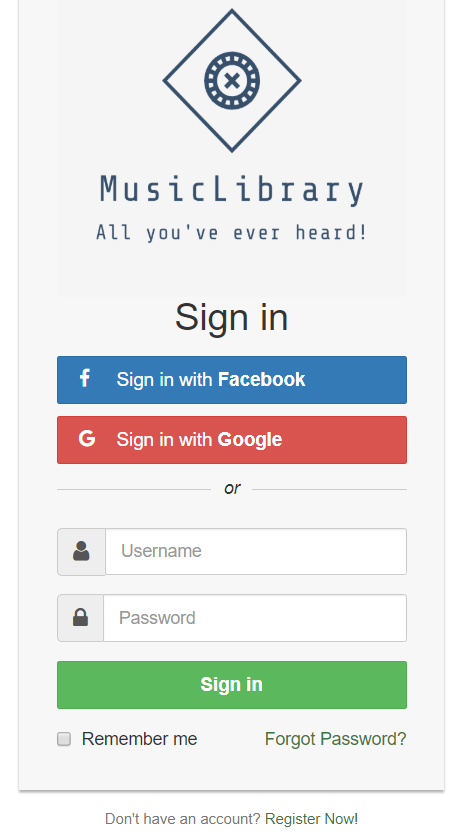 MusicLibrary
All you've ever heard!
Sign in
Sign in with Facebook
Sign in with Google
or
Username
Password
Sign in
Remember me Forgot Password?
Don't have an account? Register Now!